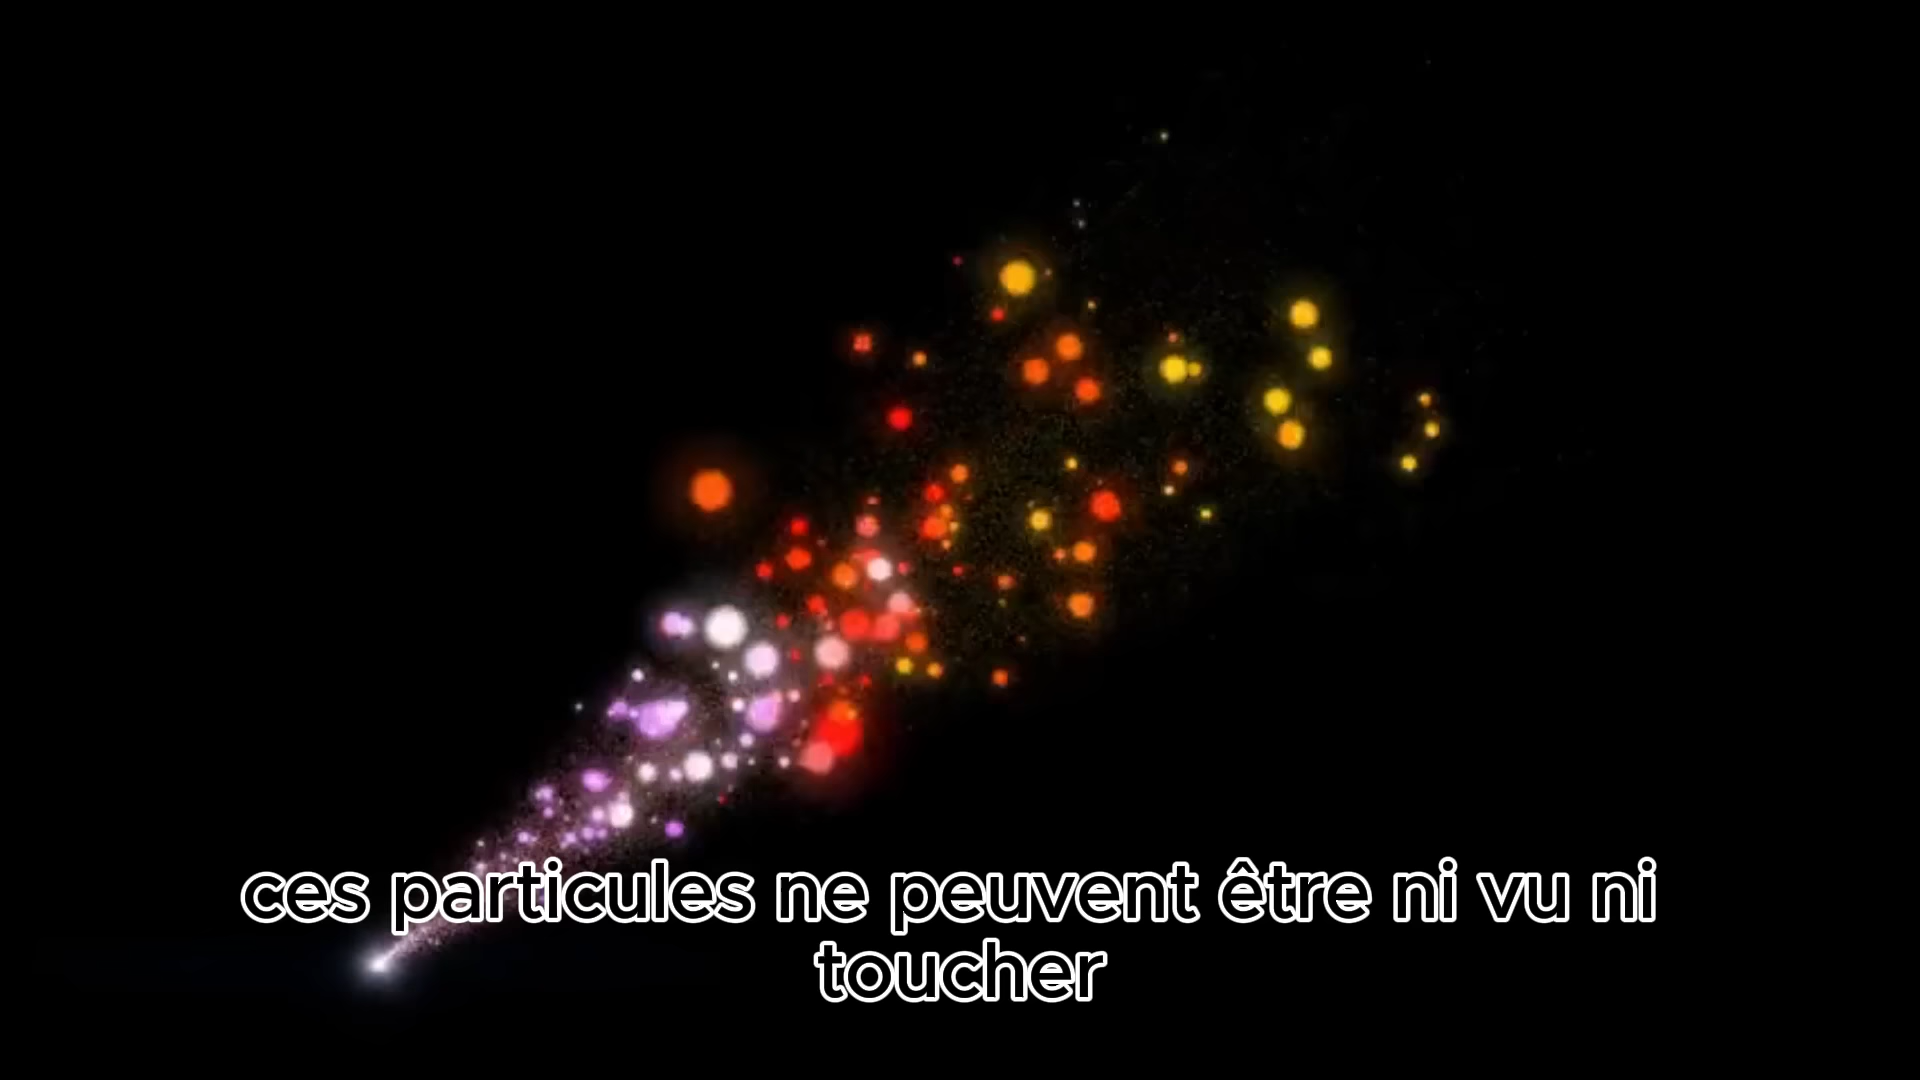 ces particules ne peuvent être ni vu ni
toucher